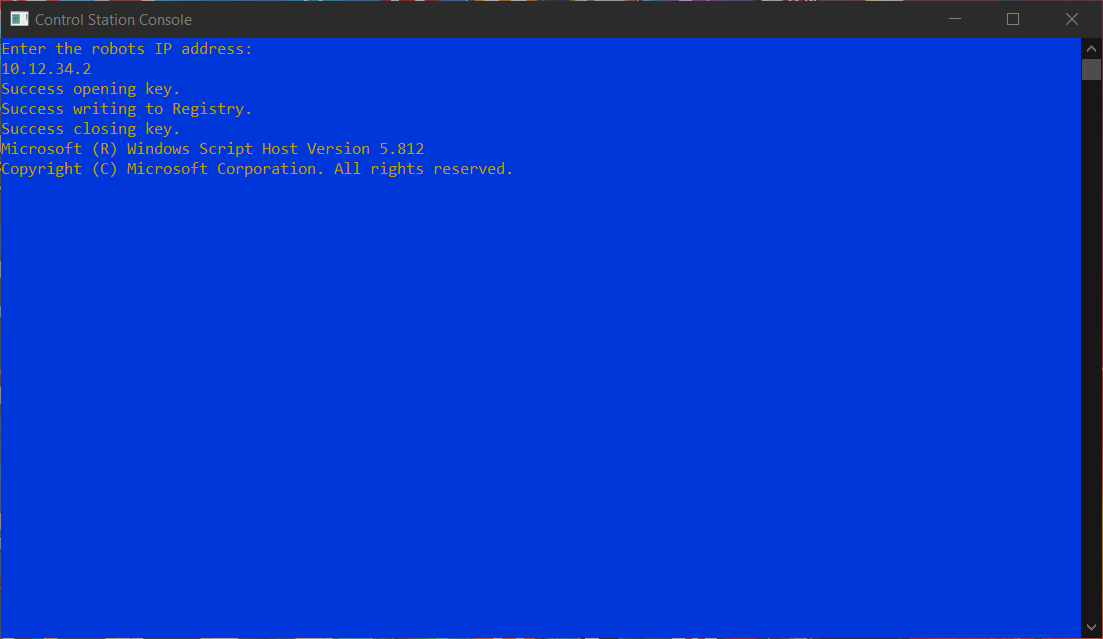 Control Station Console
Enter the robots IP address:
10.12.34.2
Success opening key.
Success writing to Registry.
Success closing key.
Microsoft (R) Windows Script Host Version 5.812
Copyright (C) Microsoft Corporation. All rights reserved.